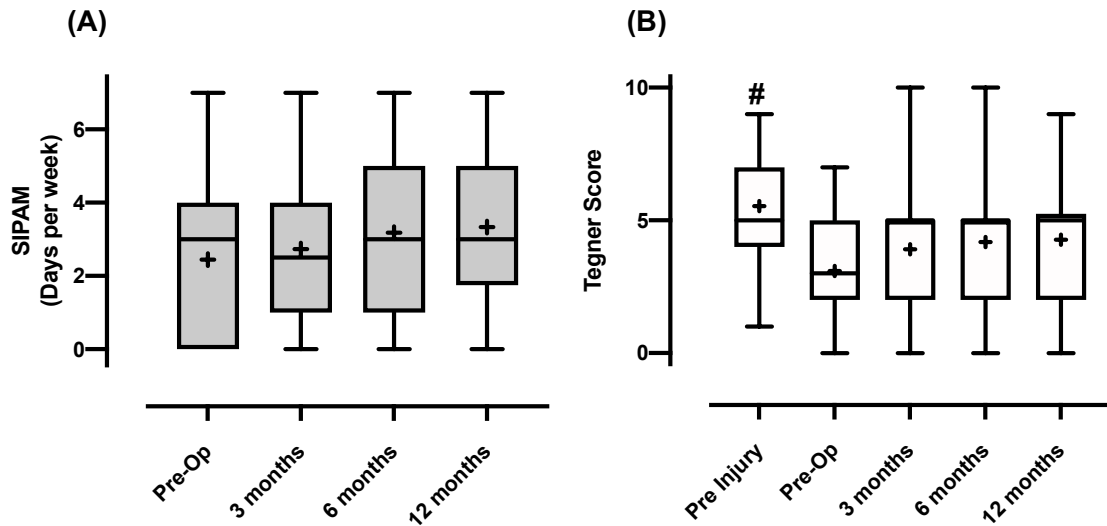 (A)
SIPAM
(Days per week)
6
4
2
0
Pre-Op
3 months
6 months
12 months
(B)
#
Tegner Score
10
5
0
Pre Injury
Pre-Op
3 months
6 months
12 months